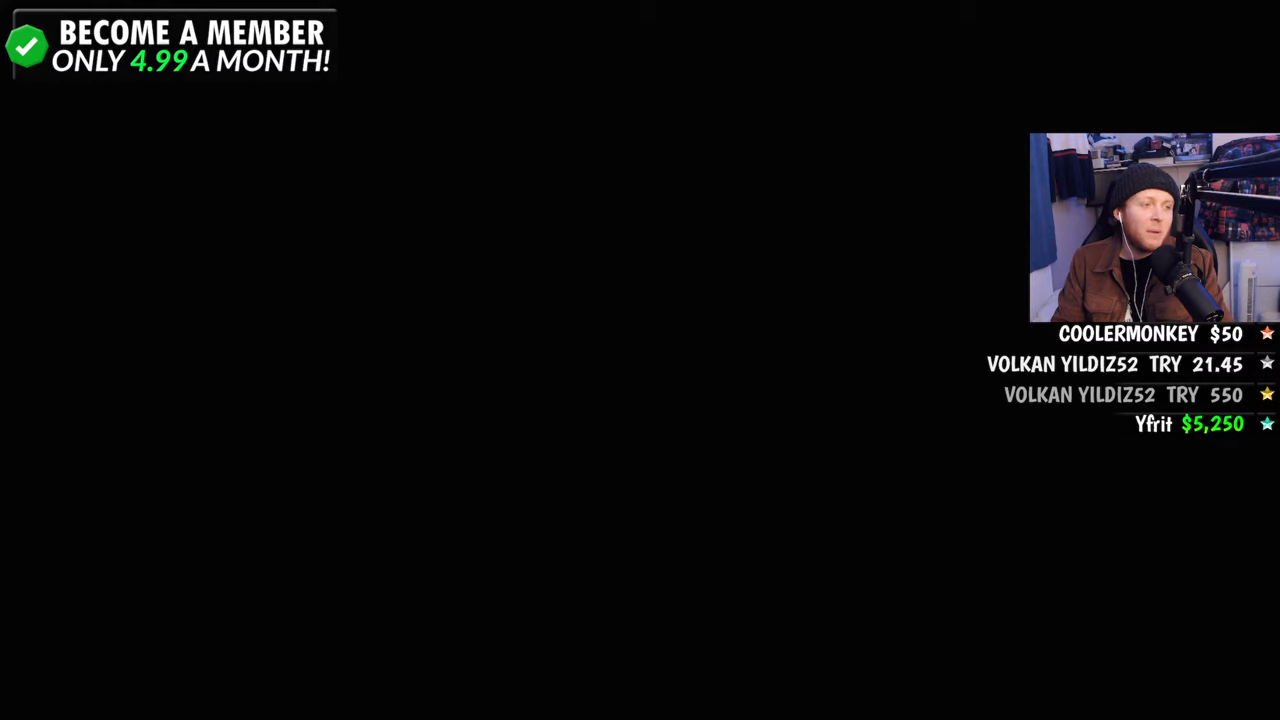 BECOME A MEMBER
ONLY 4.99 A MONTH!
COOLERMONKEY $50
VOLKAN YILDIZ52 TRY 21.45
VOLKAN YILDIZ52 TRY 550
Yfrit $5,250